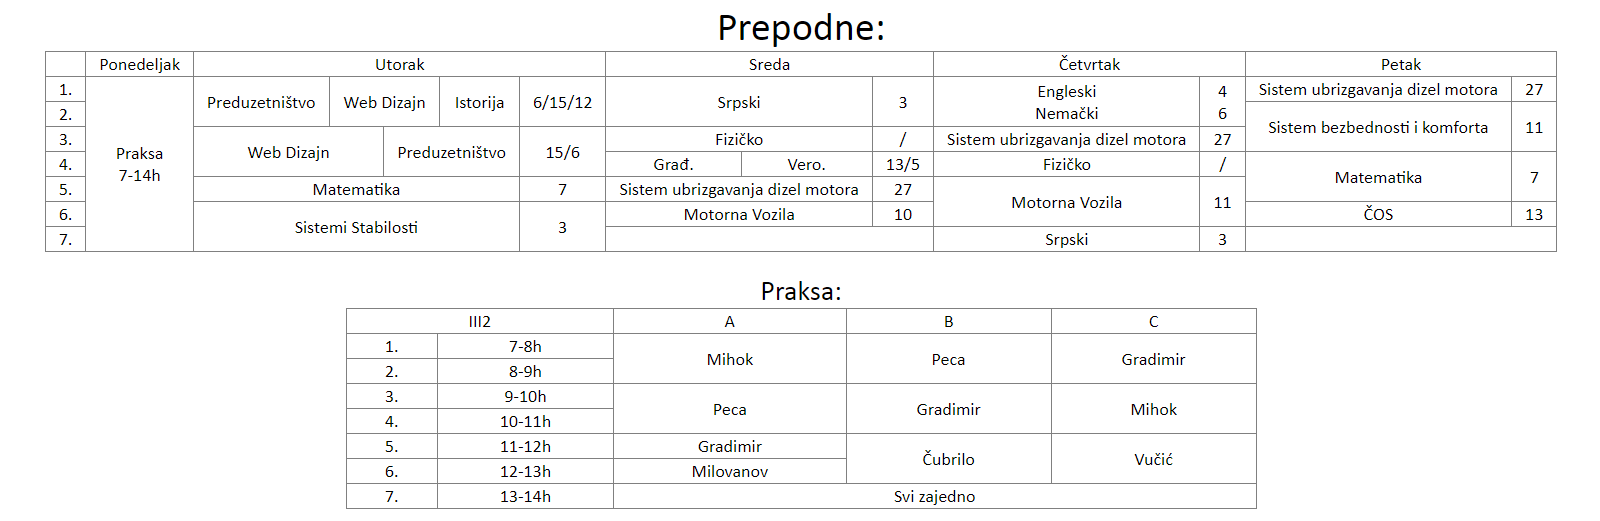 Prepodne:
Ponedeljak Utorak Sreda Četvrtak Petak
1. Preduzetništvo Web Dizajn Istorija 6/15/12 Srpski 3 Engleski 4 Sistem ubrizgavanja dizel motora 27
2. Nemački 6 Sistem bezbednosti i komforta 11
3. Praksa Web Dizajn Preduzetništvo 15/6 Fizičko / Sistem ubrizgavanja dizel motora 27
4. 7-14h Građ. Vero. 13/5 Fizičko / Matematika 7
5. Matematika 7 Sistem ubrizgavanja dizel motora 27 Motorna Vozila 11
6. Sistemi Stabilosti 3 Motorna Vozila 10 ČOS 13
7. Srpski 3
Praksa:
III2 A B C
1. 7-8h Mihok Peca Gradimir
2. 8-9h
3. 9-10h Peca Gradimir Mihok
4. 10-11h
5. 11-12h Gradimir Čubrilo Vučić
6. 12-13h Milovanov
7. 13-14h Svi zajedno